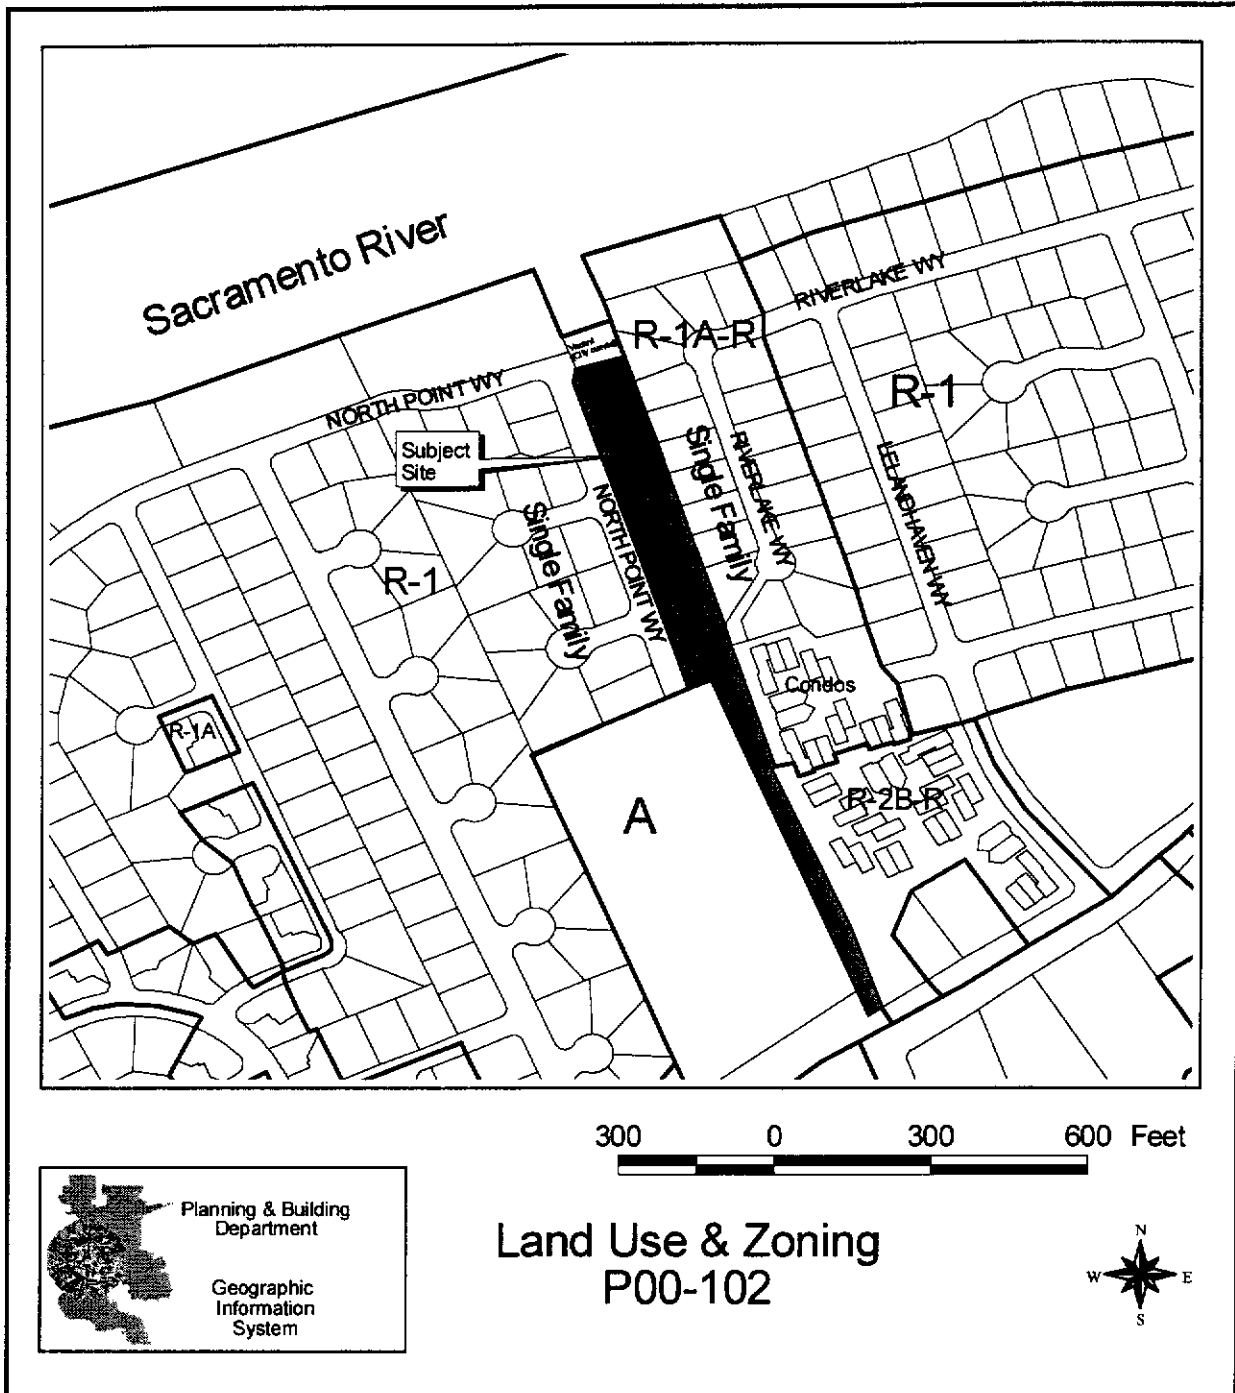 Sacramento River
RIVERLAKE WY
R-1A-R
R-1
NORTH POINT WY
Subject
Site
Single Family
RIVERLAKE WY
LELANDHAVEN WY
Single Family
NORTH POINT WY
R-1
Condos
R-1A
A
R-2B-R
300 0 300 600 Feet
Planning & Building
Department
Geographic
Information
System
Land Use & Zoning
P00-102
N
W E
S